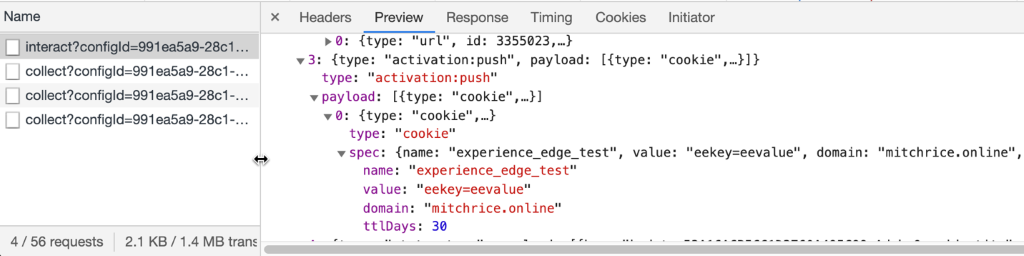 Name
× Headers Preview Response Timing Cookies Initiator
interact?configId=991ea5a9-28c1...
collect?configId=991ea5a9-28c1-...
collect?configId=991ea5a9-28c1-...
collect?configId=991ea5a9-28c1-...
▶0: {type: "url", id: 3355023,…}
▼3: {type: "activation:push", payload: [{type: "cookie",…}]}
type: "activation:push"
▼payload: [{type: "cookie",…}]
▼0: {type: "cookie",…}
type: "cookie"
▼spec: {name: "experience_edge_test", value: "eekey=eevalue", domain: "mitchrice.online",
name: "experience_edge_test"
value: "eekey=eevalue"
domain: "mitchrice.online"
ttlDays: 30
4 / 56 requests 2.1 KB / 1.4 MB trans